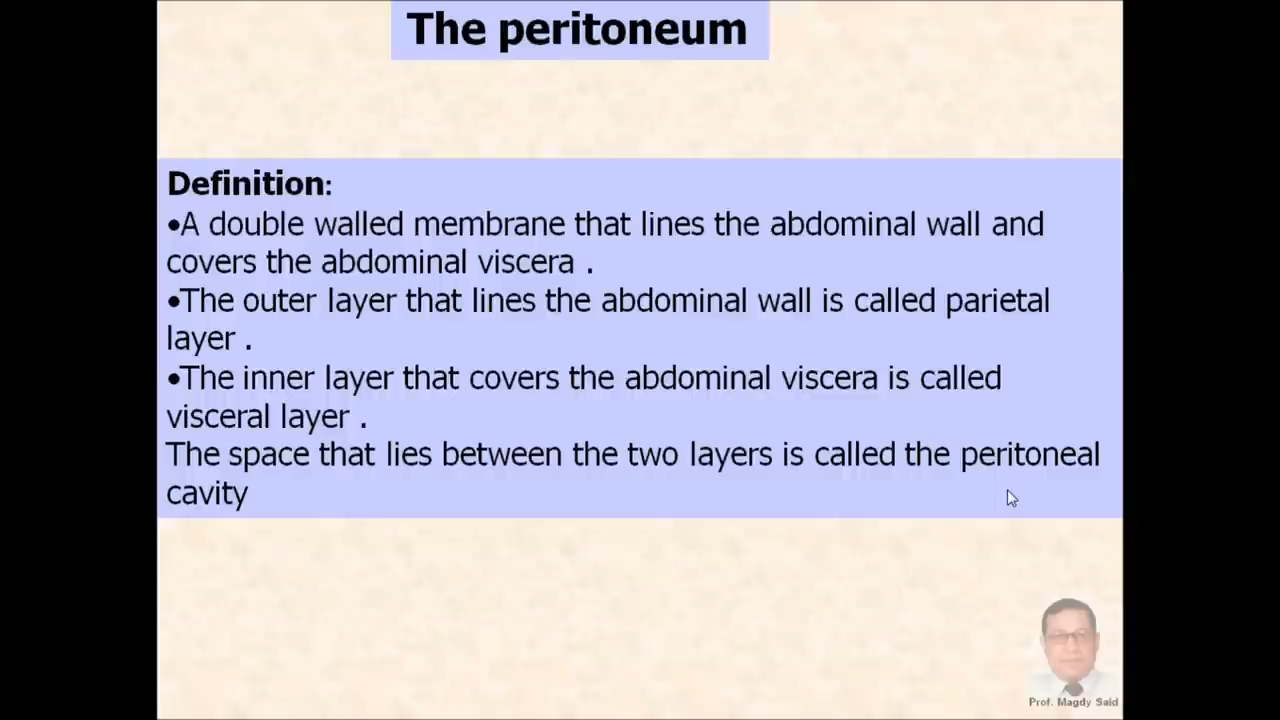 The peritoneum
Definition:
•A double walled membrane that lines the abdominal wall and
covers the abdominal viscera .
•The outer layer that lines the abdominal wall is called parietal
layer .
•The inner layer that covers the abdominal viscera is called
visceral layer .
The space that lies between the two layers is called the peritoneal
cavity
Prof. Magdy Said